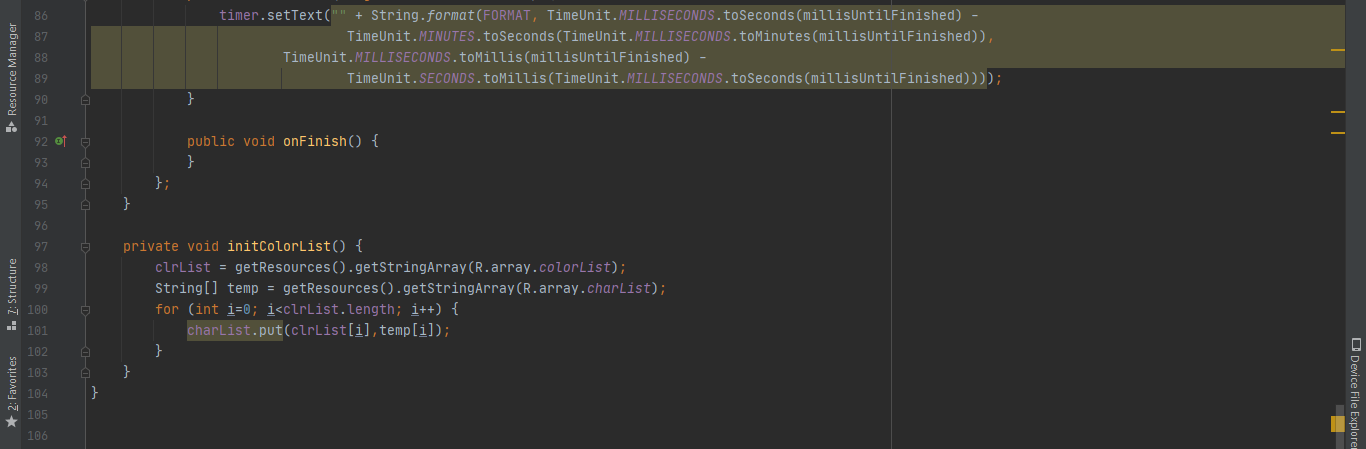 86 timer.setText("" + String.format(FORMAT, TimeUnit.MILLISECONDS.toSeconds(millisUntilFinished) -
87 TimeUnit.MINUTES.toSeconds(TimeUnit.MILLISECONDS.toMinutes(millisUntilFinished)),
88 TimeUnit.MILLISECONDS.toMillis(millisUntilFinished) -
89 TimeUnit.SECONDS.toMillis(TimeUnit.MILLISECONDS.toSeconds(millisUntilFinished))));
90 }
91
92 public void onFinish() {
93 }
94 };
95 }
96
97 private void initColorList() {
98 clrList = getResources().getStringArray(R.array.colorList);
99 String[] temp = getResources().getStringArray(R.array.charList);
100 for (int i=0; i<clrList.length; i++) {
101 charList.put(clrList[i],temp[i]);
102 }
103 }
104 }
105
106
Resource Manager
7: Structure
2: Favorites
Device File Explorer